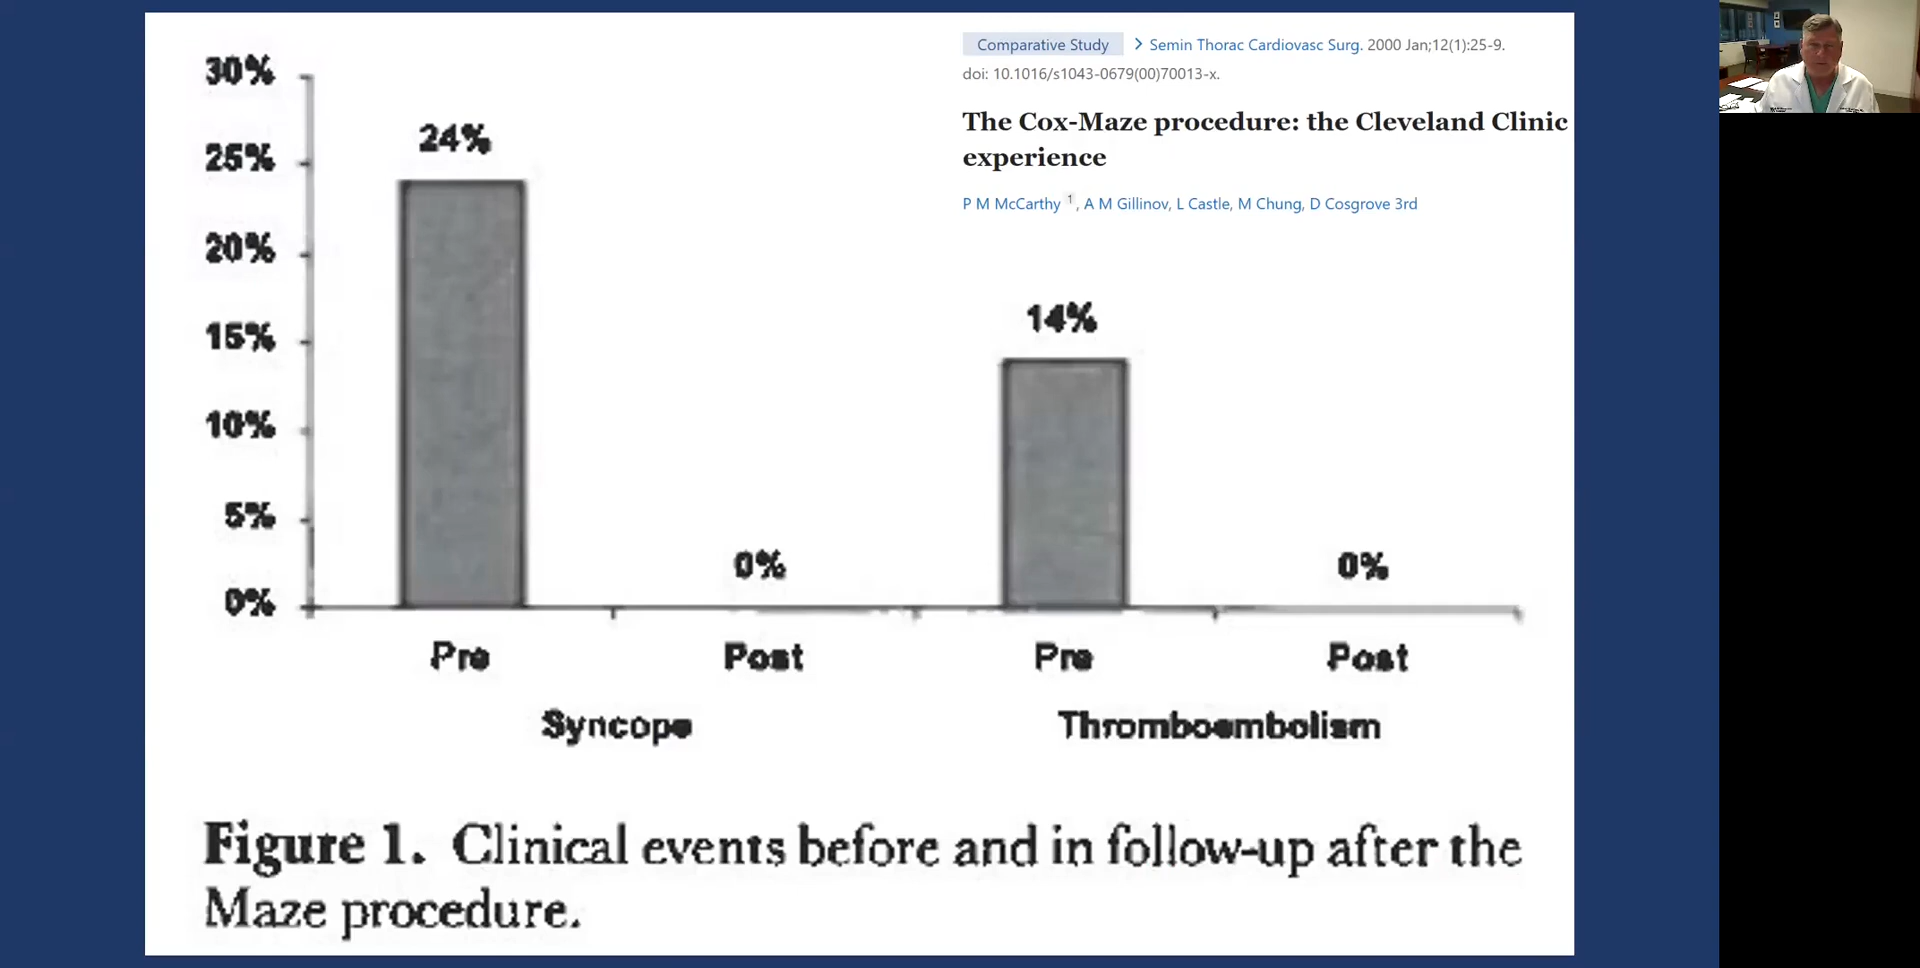 Comparative Study > Semin Thorac Cardiovasc Surg. 2000 Jan;12(1):25-9.
doi: 10.1016/s1043-0679(00)70013-x.
The Cox-Maze procedure: the Cleveland Clinic
experience
P M McCarthy 1, A M Gillinov, L Castle, M Chung, D Cosgrove 3rd
30%
25%
20%
15%
10%
5%
0%
24%
0%
14%
0%
Pre
Post
Pre
Post
Syncope
Thromboembolism
Figure 1. Clinical events before and in follow-up after the
Maze procedure.